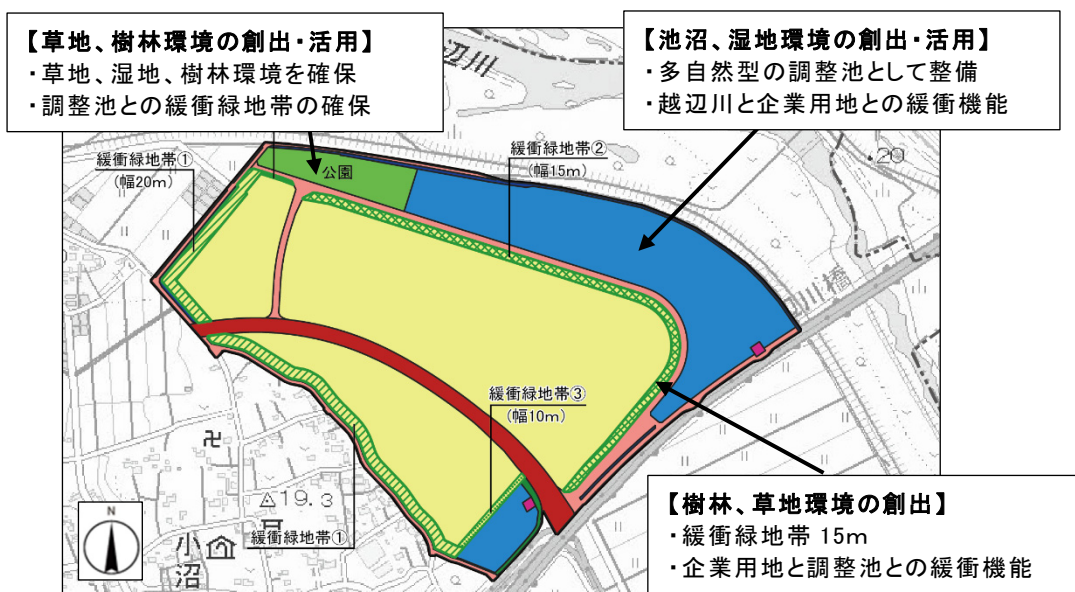 【草地、樹林環境の創出・活用】
・草地、湿地、樹林環境を確保
・調整池との緩衝緑地帯の確保
【池沼、湿地環境の創出・活用】
・多自然型の調整池として整備
・越辺川と企業用地との緩衝機能
辺川
緩衝緑地帯①
(幅20m)
公園
緩衝緑地帯②
(幅15m)
20
川橋
緩衝緑地帯③
(幅10m)
19.3
緩衝緑地帯①
小沼
N
【樹林、草地環境の創出】
・緩衝緑地帯 15m
・企業用地と調整池との緩衝機能